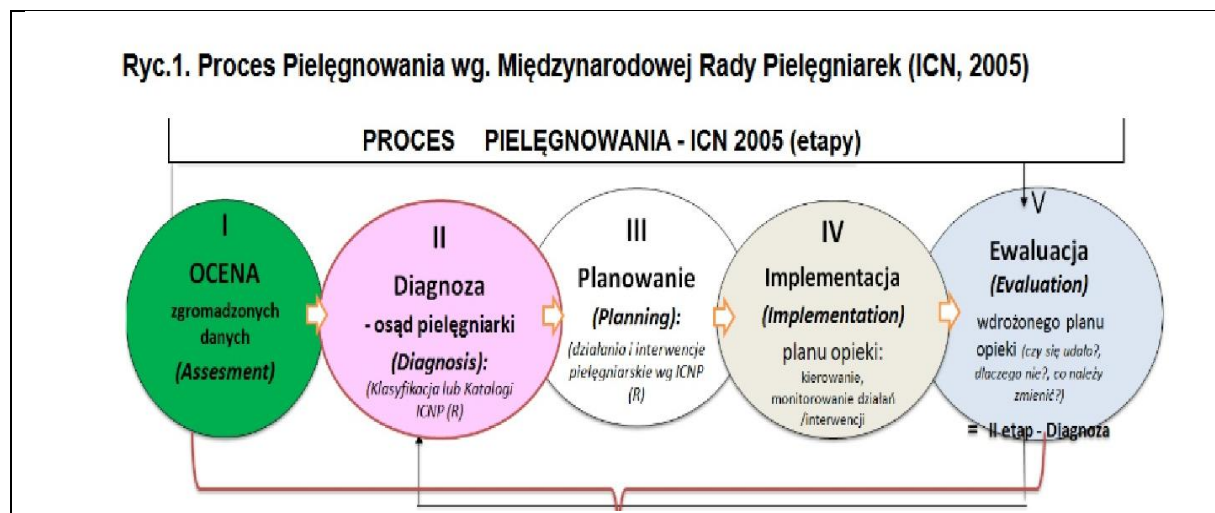 Ryc.1. Proces Pielęgnowania wg. Międzynarodowej Rady Pielęgniarek (ICN, 2005)
PROCES PIELĘGNOWANIA - ICN 2005 (etapy)
I
OCENA
zgromadzonych
danych
(Assesment)
II
Diagnoza
- osąd pielęgniarki
(Diagnosis):
(Klasyfikacja lub Katalogi
ICNP (R)
III
Planowanie
(Planning):
(działania i interwencje
pielęgniarskie wg ICNP
(R)
IV
Implementacja
(Implementation)
planu opieki:
kierowanie,
monitorowanie działań
/interwencji
V
Ewaluacja
(Evaluation)
wdrożonego planu
opieki (czy się udało?,
dlaczego nie?, co należy
zmienić?)
= II etap - Diagnoza